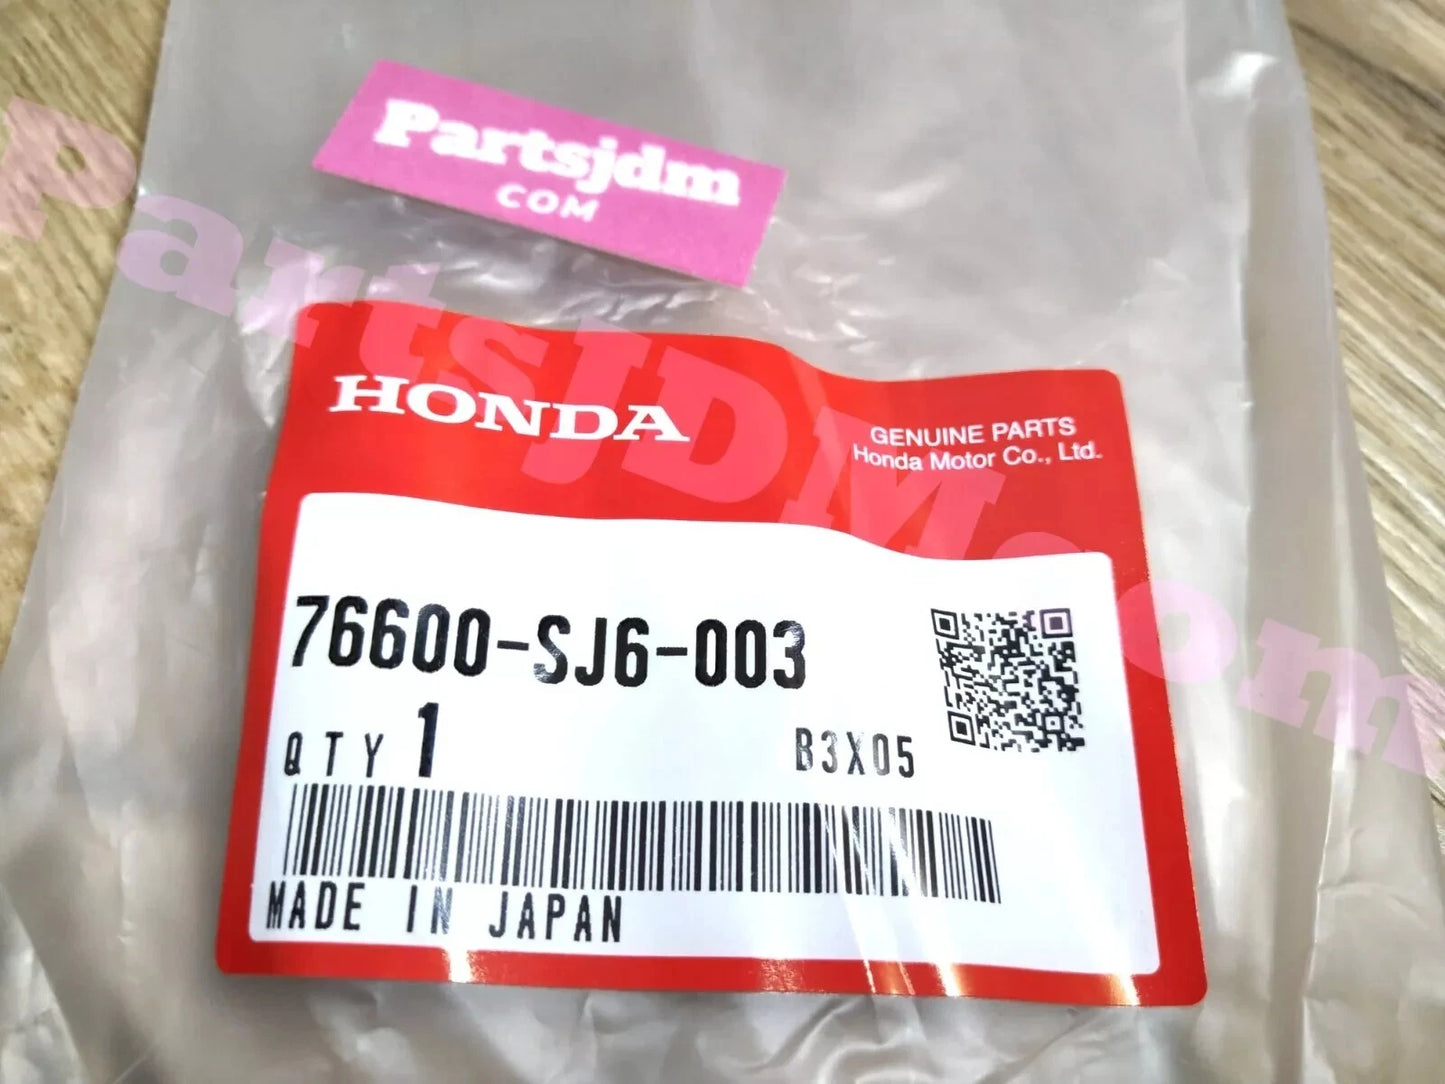 Partsjdm
COM
PartsJDM.com
HONDA
GENUINE PARTS
Honda Motor Co., Ltd.
76600-SJ6-003
QTY 1
B3X05
MADE IN JAPAN